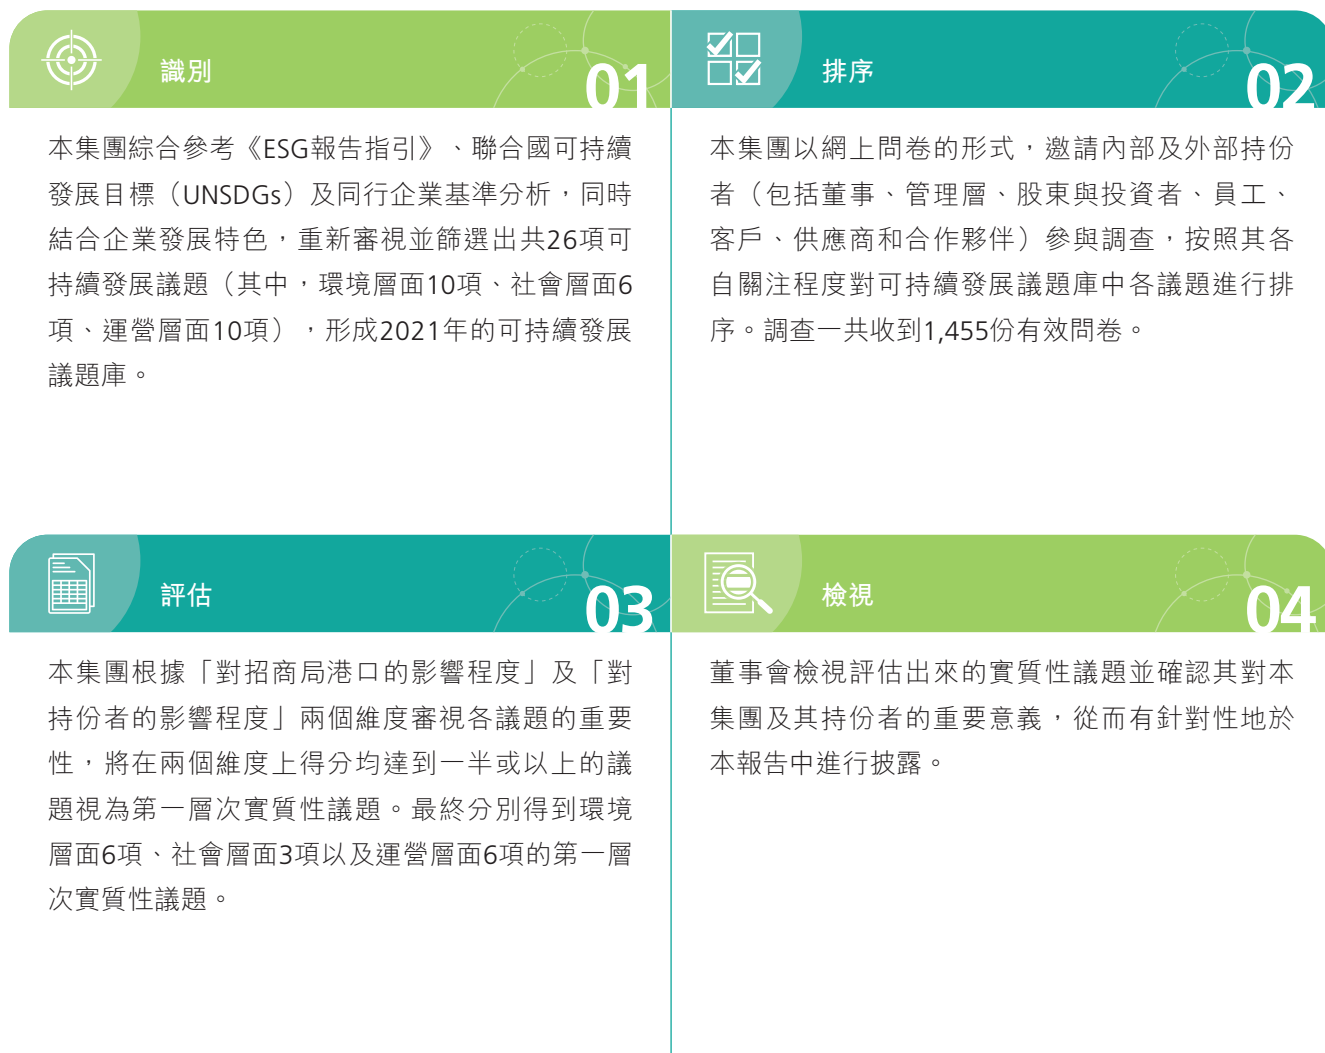 識別
01
本集團綜合參考《ESG報告指引》、聯合國可持續
發展目標（UNSDGs）及同行企業基準分析，同時
結合企業發展特色，重新審視並篩選出共26項可
持續發展議題（其中，環境層面10項、社會層面6
項、運營層面10項），形成2021年的可持續發展
議題庫。
排序
02
本集團以網上問卷的形式，邀請內部及外部持份
者（包括董事、管理層、股東與投資者、員工、
客戶、供應商和合作夥伴）參與調查，按照其各
自關注程度對可持續發展議題庫中各議題進行排
序。調查一共收到1,455份有效問卷。
評估
03
本集團根據「對招商局港口的影響程度」及「對
持份者的影響程度」兩個維度審視各議題的重要
性，將在兩個維度上得分均達到一半或以上的議
題視為第一層次實質性議題。最終分別得到環境
層面6項、社會層面3項以及運營層面6項的第一層
次實質性議題。
檢視
04
董事會檢視評估出來的實質性議題並確認其對本
集團及其持份者的重要意義，從而有針對性地於
本報告中進行披露。